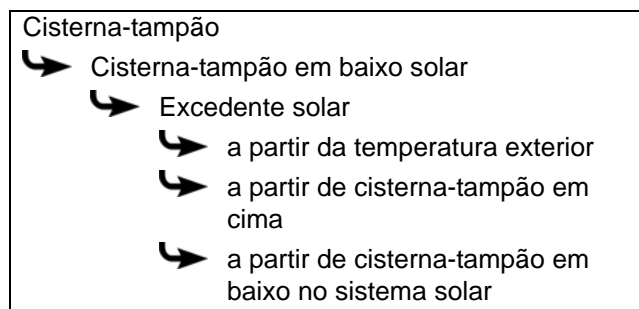 Cisterna-tampão
Cisterna-tampão em baixo solar
Excedente solar
a partir da temperatura exterior
a partir de cisterna-tampão em
cima
a partir de cisterna-tampão em
baixo no sistema solar